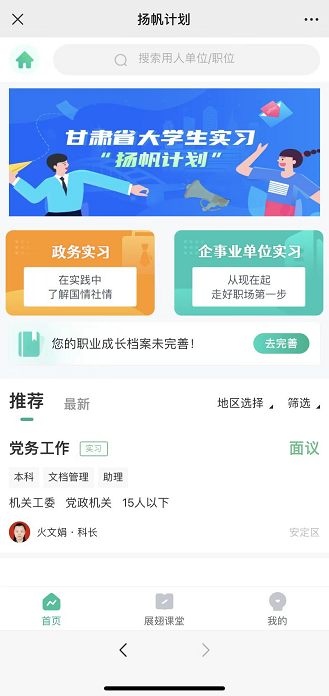 扬帆计划
搜索用人单位/职位
甘肃省大学生实习
“扬帆计划”
政务实习
在实践中
了解国情社情
企事业单位实习
从现在起
走好职场第一步
您的职业成长档案未完善！
去完善
推荐
最新
地区选择
筛选
党务工作
实习
面议
本科
文档管理
助理
机关工委
党政机关
15人以下
火文娟·科长
安定区
首页
展翅课堂
我的